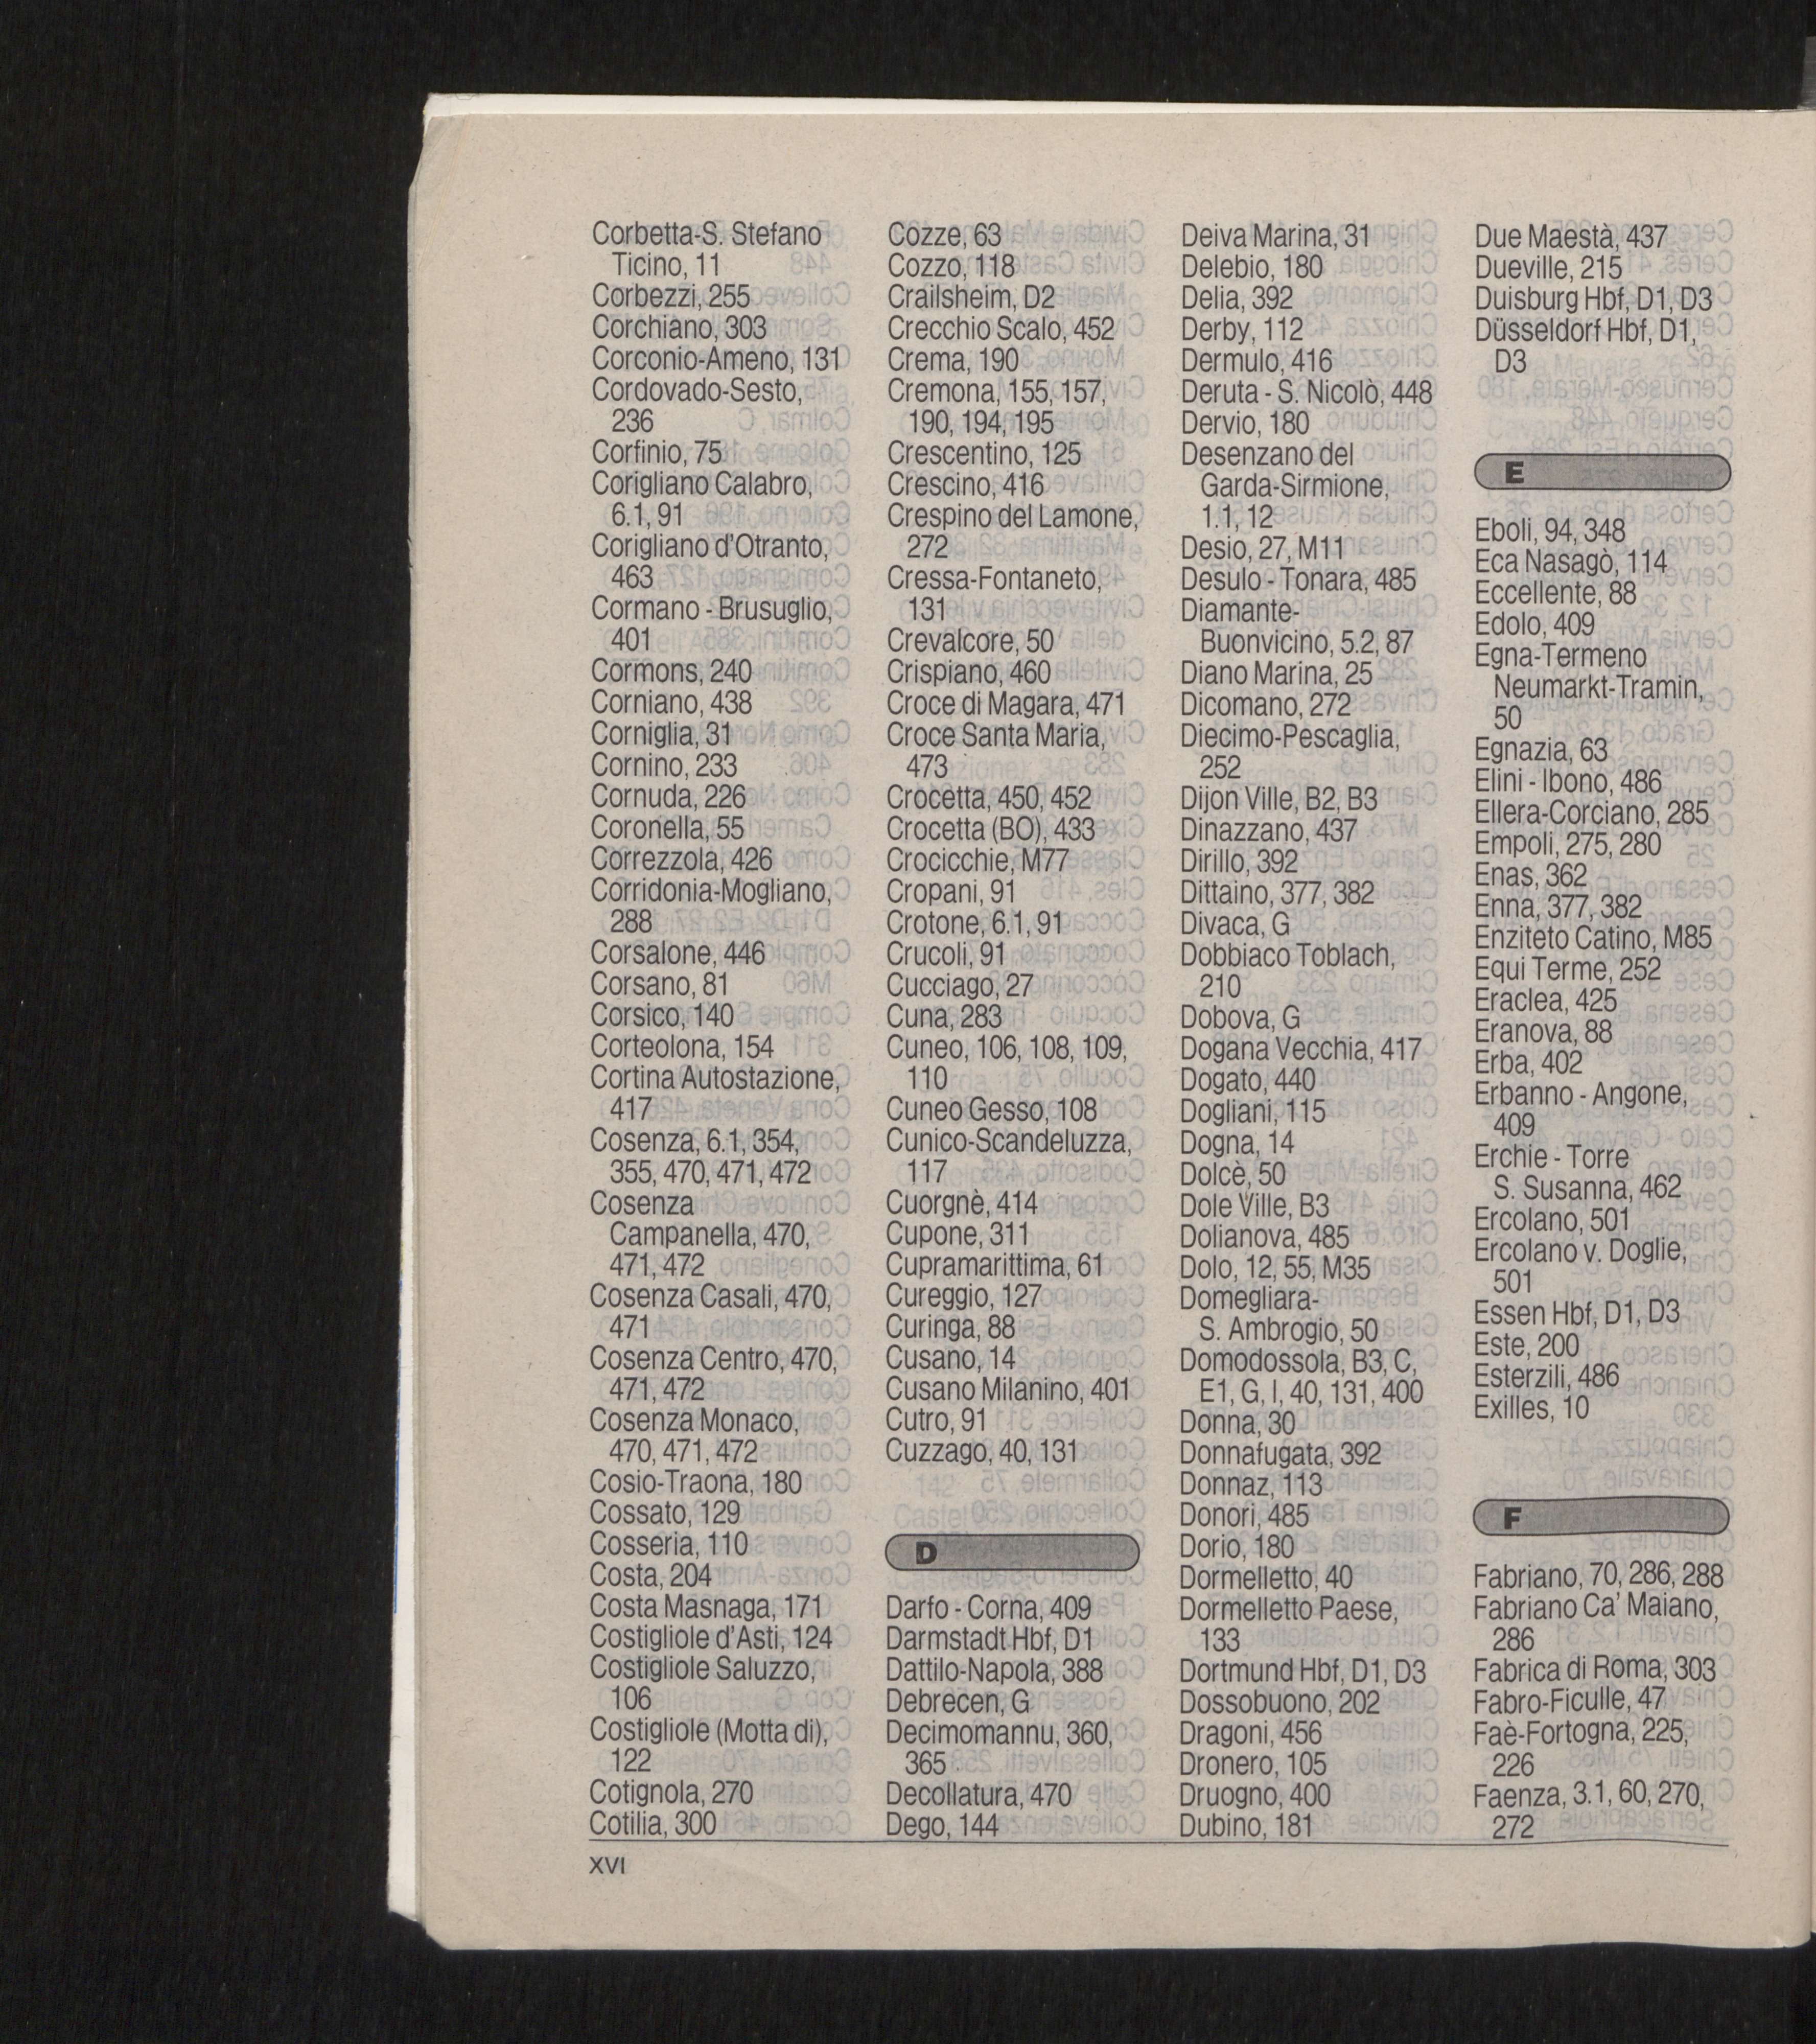 Corbetta-S. Stefano
Ticino, 11
Corbezzi, 255
Corchiano, 303
Corconio-Ameno, 131
Cordovado-Sesto,
236
Corfinio, 75
Corigliano Calabro,
6.1, 91
Corigliano d'Otranto,
463
Cormano - Brusuglio,
401
Cormons, 240
Corniano, 438
Corniglia, 31
Cornino, 233
Cornuda, 226
Coronella, 55
Correzzola, 426
Corridonia-Mogliano,
288
Corsalone, 446
Corsano, 81
Corsico, 140
Corteolona, 154
Cortina Autostazione,
417
Cosenza, 6.1, 354,
355, 470, 471, 472
Cosenza
Campanella, 470,
471, 472
Cosenza Casali, 470,
471
Cosenza Centro, 470,
471, 472
Cosenza Monaco,
470, 471, 472
Cosio-Traona, 180
Cossato, 129
Cosseria, 110
Costa, 204
Costa Masnaga, 171
Costigliole d'Asti, 124
Costigliole Saluzzo,
106
Costigliole (Motta di),
122
Cotignola, 270
Cotilia, 300
Cozze, 63
Cozzo, 118
Crailsheim, D2
Crecchio Scalo, 452
Crema, 190
Cremona, 155, 157,
190, 194, 195
Crescentino, 125
Crescino, 416
Crespino del Lamone,
272
Cressa-Fontaneto,
131
Crevalcore, 50
Crispiano, 460
Croce di Magara, 471
Croce Santa Maria,
473
Crocetta, 450, 452
Crocetta (BO), 433
Crocicchie, M77
Cropani, 91
Crotone, 6.1, 91
Crucoli, 91
Cucciago, 27
Cuna, 283
Cuneo, 106, 108, 109,
110
Cuneo Gesso, 108
Cunico-Scandeluzza,
117
Cuorgnè, 414
Cupone, 311
Cupramarittima, 61
Cureggio, 127
Curinga, 88
Cusano, 14
Cusano Milanino, 401
Cutro, 91
Cuzzago, 40, 131
D
Darfo - Corna, 409
Darmstadt Hbf, D1
Dattilo-Napola, 388
Debrecen, G
Decimomannu, 360,
365
Decollatura, 470
Dego, 144
Deiva Marina, 31
Delebio, 180
Delia, 392
Derby, 112
Dermulo, 416
Deruta - S. Nicolò, 448
Dervio, 180
Desenzano del
Garda-Sirmione,
1.1, 12
Desio, 27, M11
Desulo - Tonara, 485
Diamante-
Buonvicino, 5.2, 87
Diano Marina, 25
Dicomano, 272
Diecimo-Pescaglia,
252
Dijon Ville, B2, B3
Dinazzano, 437
Dirillo, 392
Dittaino, 377, 382
Divaca, G
Dobbiaco Toblach,
210
Dobova, G
Dogana Vecchia, 417
Dogato, 440
Dogliani, 115
Dogna, 14
Dolcè, 50
Dole Ville, B3
Dolianova, 485
Dolo, 12, 55, M35
Domegliara-
S. Ambrogio, 50
Domodossola, B3, C,
E1, G, I, 40, 131, 400
Donna, 30
Donnafugata, 392
Donnaz, 113
Donori, 485
Dorio, 180
Dormelletto, 40
Dormelletto Paese,
133
Dortmund Hbf, D1, D3
Dossobuono, 202
Dragoni, 456
Dronero, 105
Druogno, 400
Dubino, 181
Due Maestà, 437
Dueville, 215
Duisburg Hbf, D1, D3
Düsseldorf Hbf, D1,
D3
E
Eboli, 94, 348
Eca Nasagò, 114
Eccellente, 88
Edolo, 409
Egna-Termeno
Neumarkt-Tramin,
50
Egnazia, 63
Elini - Ibono, 486
Ellera-Corciano, 285
Empoli, 275, 280
Enas, 362
Enna, 377, 382
Enziteto Catino, M85
Equi Terme, 252
Eraclea, 425
Eranova, 88
Erba, 402
Erbanno - Angone,
409
Erchie - Torre
S. Susanna, 462
Ercolano, 501
Ercolano v. Doglie,
501
Essen Hbf, D1, D3
Este, 200
Esterzili, 486
Exilles, 10
F
Fabriano, 70, 286, 288
Fabriano Ca' Maiano,
286
Fabrica di Roma, 303
Fabro-Ficulle, 47
Faè-Fortogna, 225,
226
Faenza, 3.1, 60, 270,
272
XVI